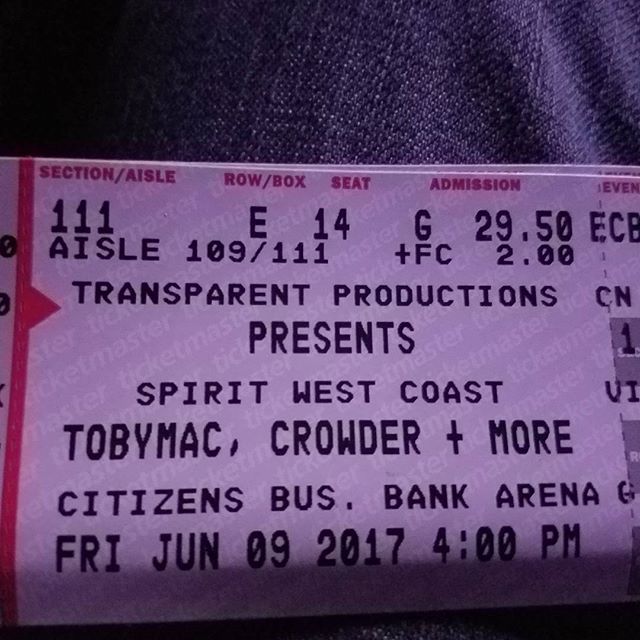 SECTION/AISLE ROW/BOX SEAT ADMISSION EVEN
111 E 14 G 29.50 ECB
AISLE 109/111 +FC 2.00
TRANSPARENT PRODUCTIONS CN
PRESENTS 1
SPIRIT WEST COAST VI
TOBYMAC, CROWDER + MORE
CITIZENS BUS. BANK ARENA G
FRI JUN 09 2017 4:00 PM
ticketmaster